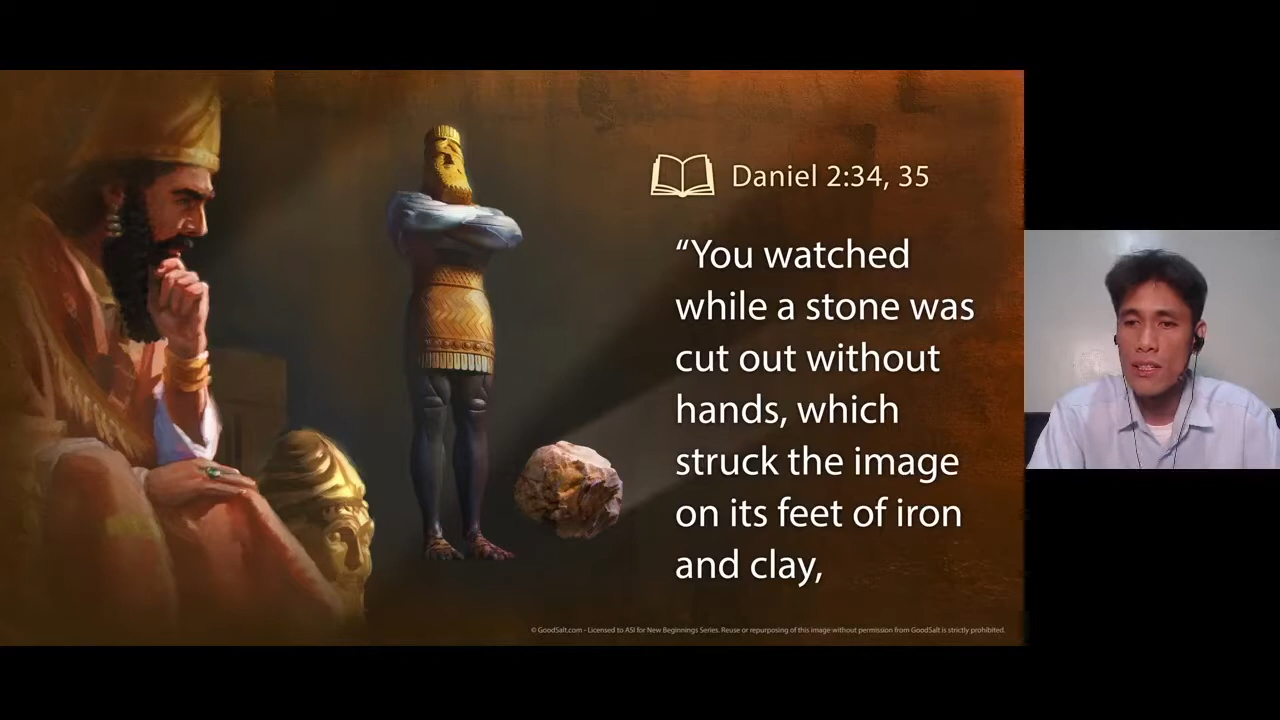 Daniel 2:34, 35
“You watched
while a stone was
cut out without
hands, which
struck the image
on its feet of iron
and clay,
© GoodSalt.com - Licensed to ASI for New Beginnings Series. Reuse or repurposing of this image without permission from GoodSalt is strictly prohibited.